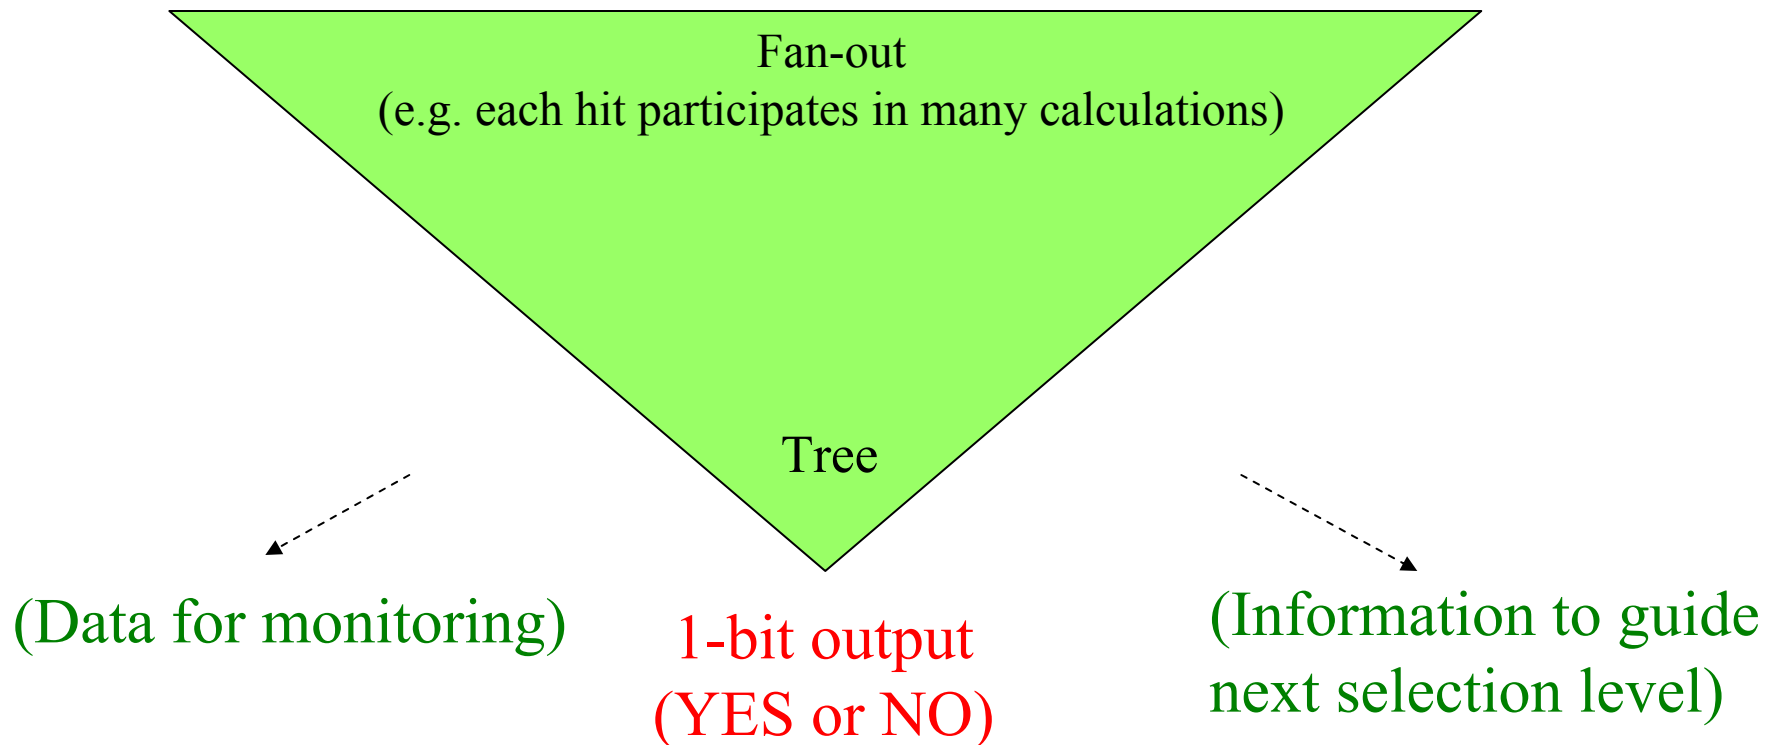 Fan-out
(e.g. each hit participates in many calculations)
Tree
(Data for monitoring)
1-bit output
(YES or NO)
(Information to guide
next selection level)